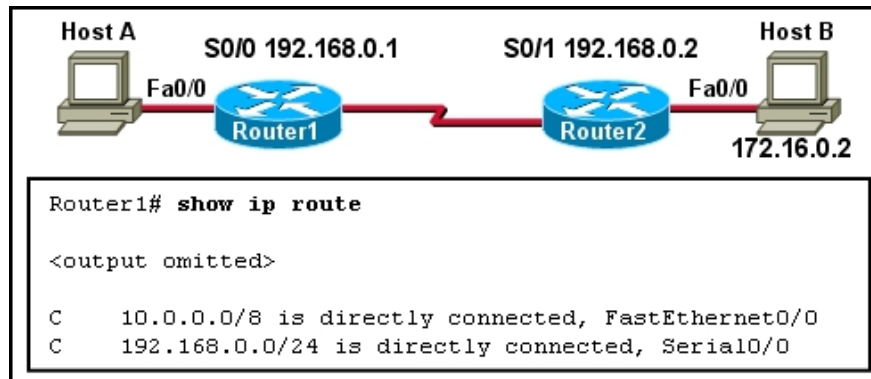 Host A
S0/0 192.168.0.1
S0/1 192.168.0.2
Host B
Fa0/0
Fa0/0
Router1
Router2
172.16.0.2
Router1# show ip route
<output omitted>
C 10.0.0.0/8 is directly connected, FastEthernet0/0
C 192.168.0.0/24 is directly connected, Serial0/0